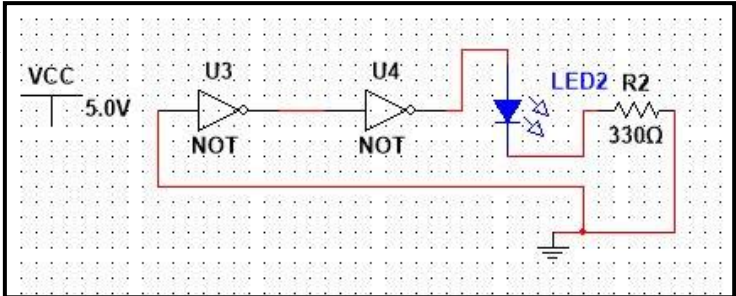 VCC
5.0V
U3
NOT
U4
NOT
LED2
R2
330Ω